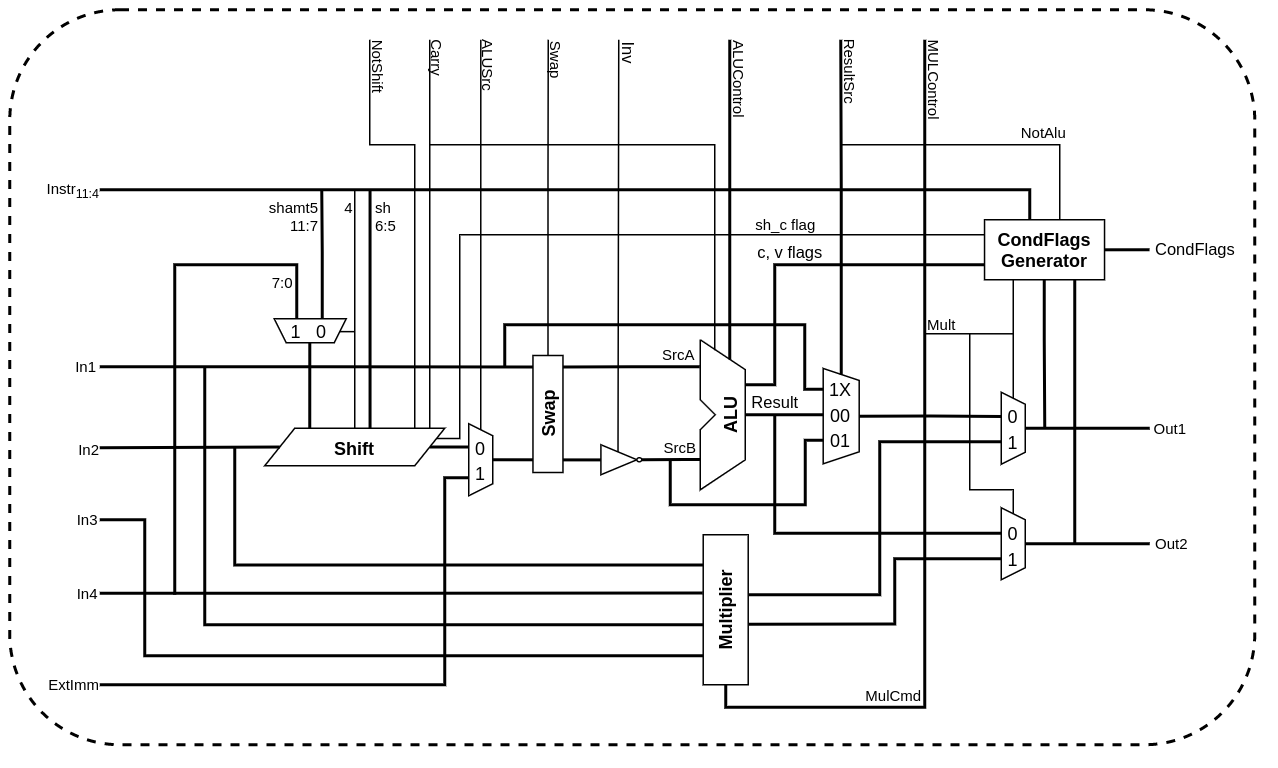 NotShift
Carry
ALUSrc
Swap
Inv
ALUControl
ResultSrc
MULControl
NotAlu
Instr11:4
shamt5
11:7
4
sh
6:5
sh_c flag
c, v flags
CondFlags
Generator
CondFlags
7:0
1 0
Mult
In1
SrcA
Swap
ALU
1X
00
01
Result
0
1
Out1
In2
Shift
0
1
SrcB
In3
0
1
Out2
In4
Multiplier
ExtImm
MulCmd